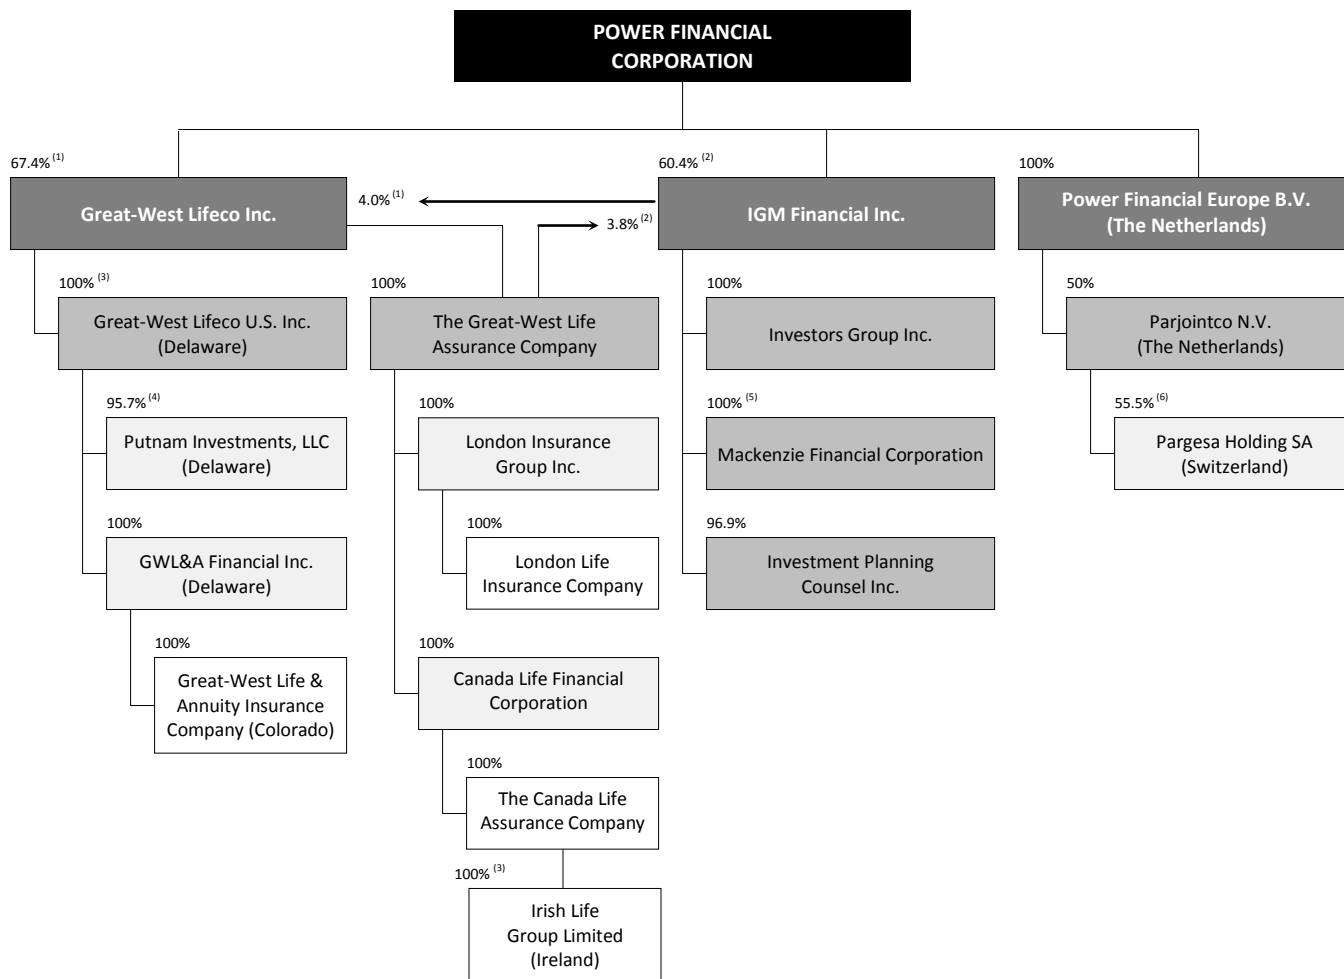 POWER FINANCIAL
CORPORATION
67.4% (1)
Great-West Lifeco Inc.
4.0% (1)
3.8% (2)
60.4% (2)
IGM Financial Inc.
100%
Power Financial Europe B.V.
(The Netherlands)
100% (3)
Great-West Lifeco U.S. Inc.
(Delaware)
100%
The Great-West Life
Assurance Company
100%
Investors Group Inc.
50%
Parjointco N.V.
(The Netherlands)
95.7% (4)
Putnam Investments, LLC
(Delaware)
100%
London Insurance
Group Inc.
100% (5)
Mackenzie Financial Corporation
55.5% (6)
Pargesa Holding SA
(Switzerland)
100%
GWL&A Financial Inc.
(Delaware)
100%
London Life
Insurance Company
96.9%
Investment Planning
Counsel Inc.
100%
Great-West Life &
Annuity Insurance
Company (Colorado)
100%
Canada Life Financial
Corporation
100%
The Canada Life
Assurance Company
100% (3)
Irish Life
Group Limited
(Ireland)